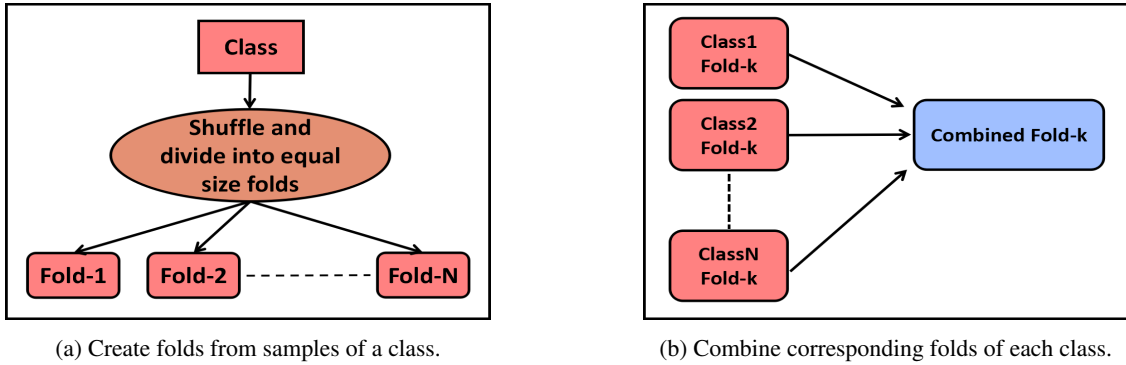 Class
Shuffle and
divide into equal
size folds
Fold-1
Fold-2
Fold-N
(a) Create folds from samples of a class.
Class1
Fold-k
Class2
Fold-k
ClassN
Fold-k
Combined Fold-k
(b) Combine corresponding folds of each class.